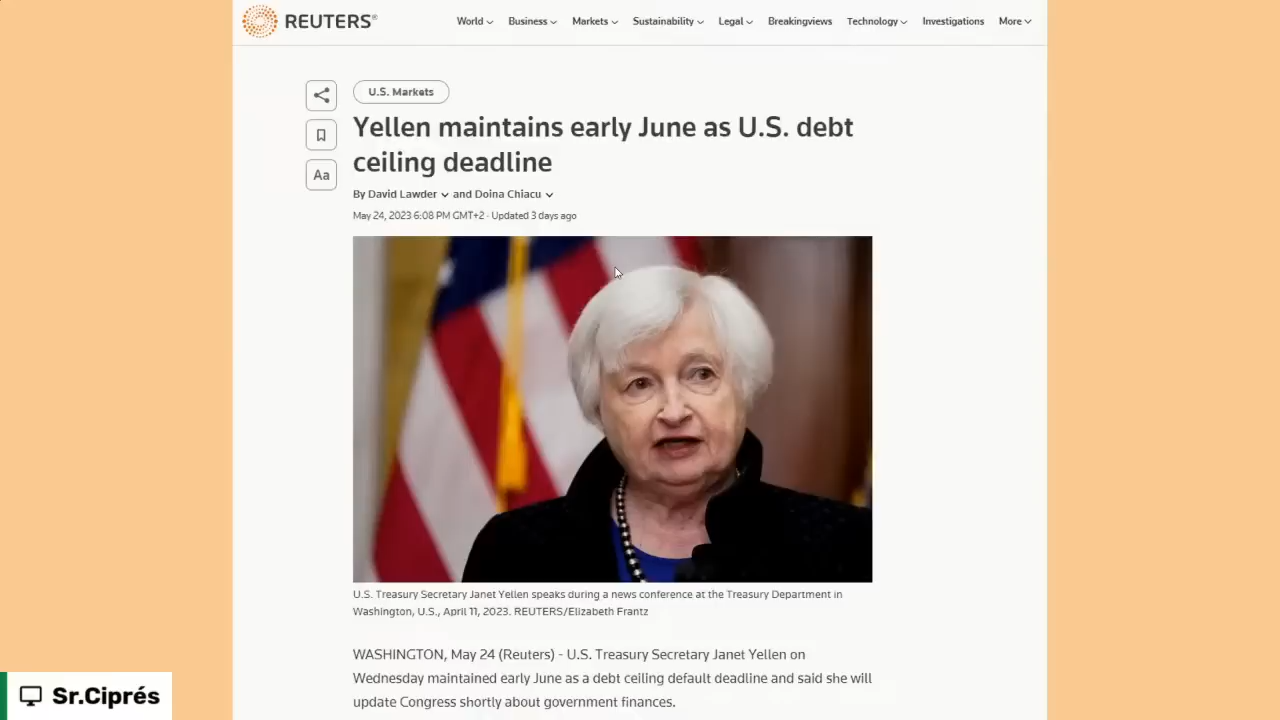 REUTERS®
World Business Markets Sustainability Legal Breakingviews Technology Investigations More
U.S. Markets
Yellen maintains early June as U.S. debt
ceiling deadline
By David Lawder and Doina Chiacu
May 24, 2023 6:08 PM GMT+2 · Updated 3 days ago
Aa
U.S. Treasury Secretary Janet Yellen speaks during a news conference at the Treasury Department in
Washington, U.S., April 11, 2023. REUTERS/Elizabeth Frantz
WASHINGTON, May 24 (Reuters) - U.S. Treasury Secretary Janet Yellen on
Wednesday maintained early June as a debt ceiling default deadline and said she will
update Congress shortly about government finances.
Sr.Ciprés